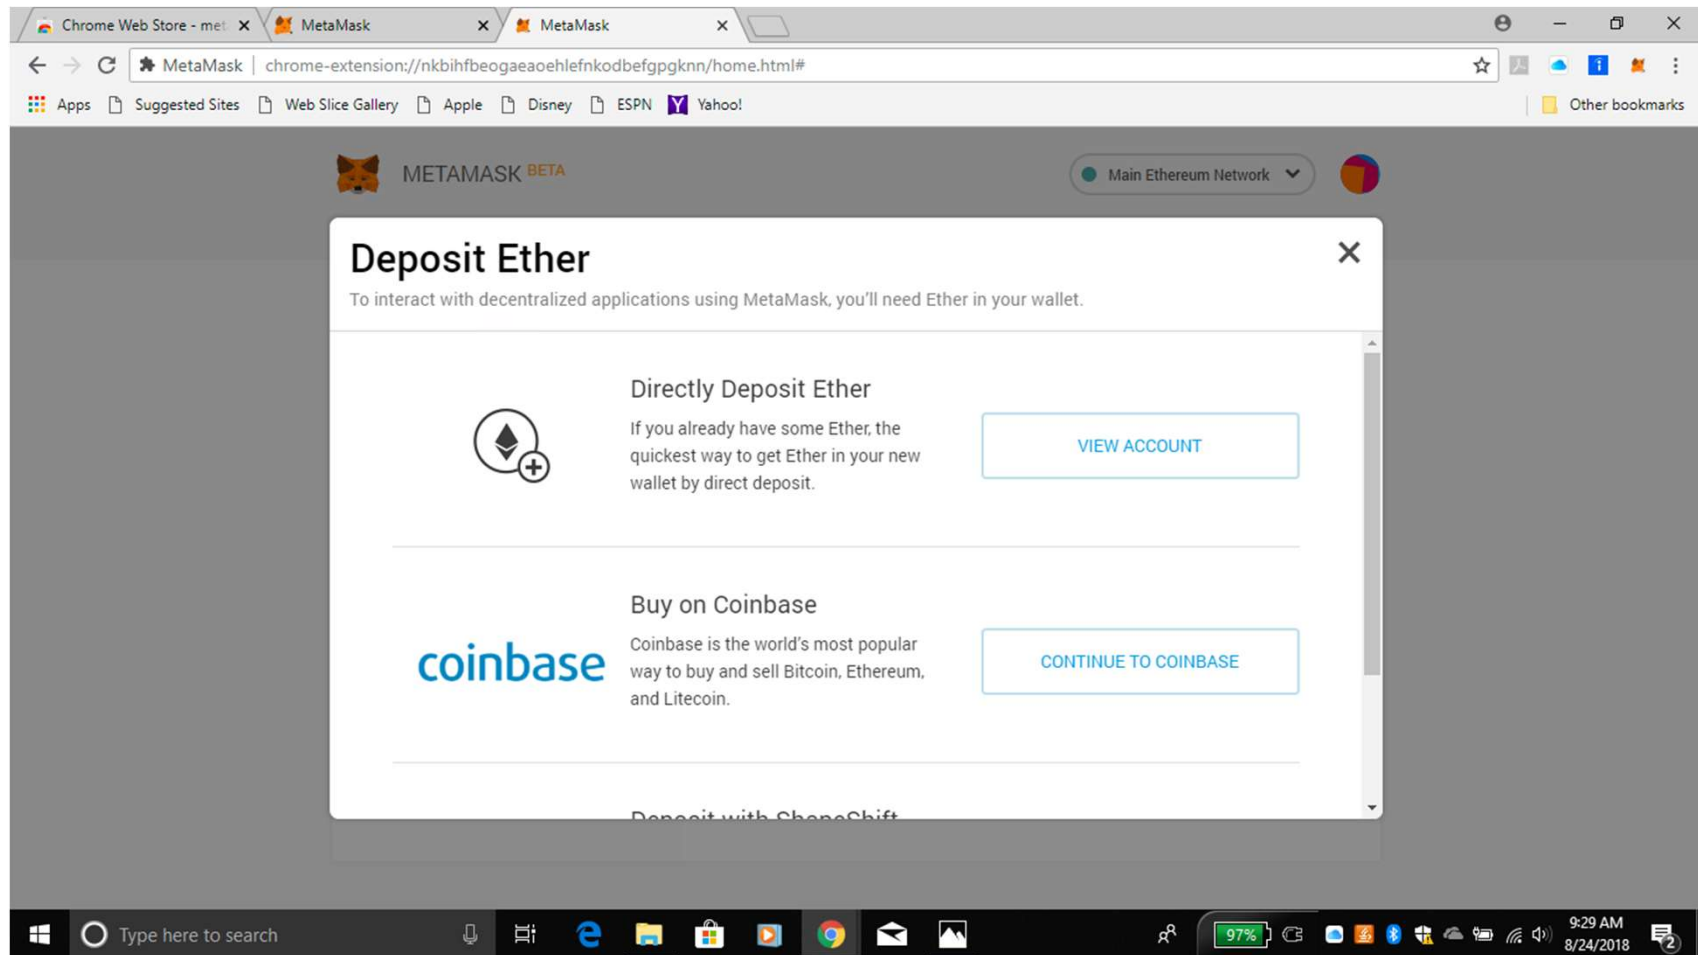 Chrome Web Store - met
MetaMask
MetaMask
MetaMask | chrome-extension://nkbihfbeogaeaoehlefnkodbefgpgknn/home.html#
Apps Suggested Sites Web Slice Gallery Apple Disney ESPN Yahoo! Other bookmarks
METAMASK BETA
Main Ethereum Network
Deposit Ether
To interact with decentralized applications using MetaMask, you'll need Ether in your wallet.
Directly Deposit Ether
If you already have some Ether, the
quickest way to get Ether in your new
wallet by direct deposit.
VIEW ACCOUNT
Buy on Coinbase
coinbase
Coinbase is the world's most popular
way to buy and sell Bitcoin, Ethereum,
and Litecoin.
CONTINUE TO COINBASE
Deposit with ShapeShift
Type here to search
97%
9:29 AM
8/24/2018
2